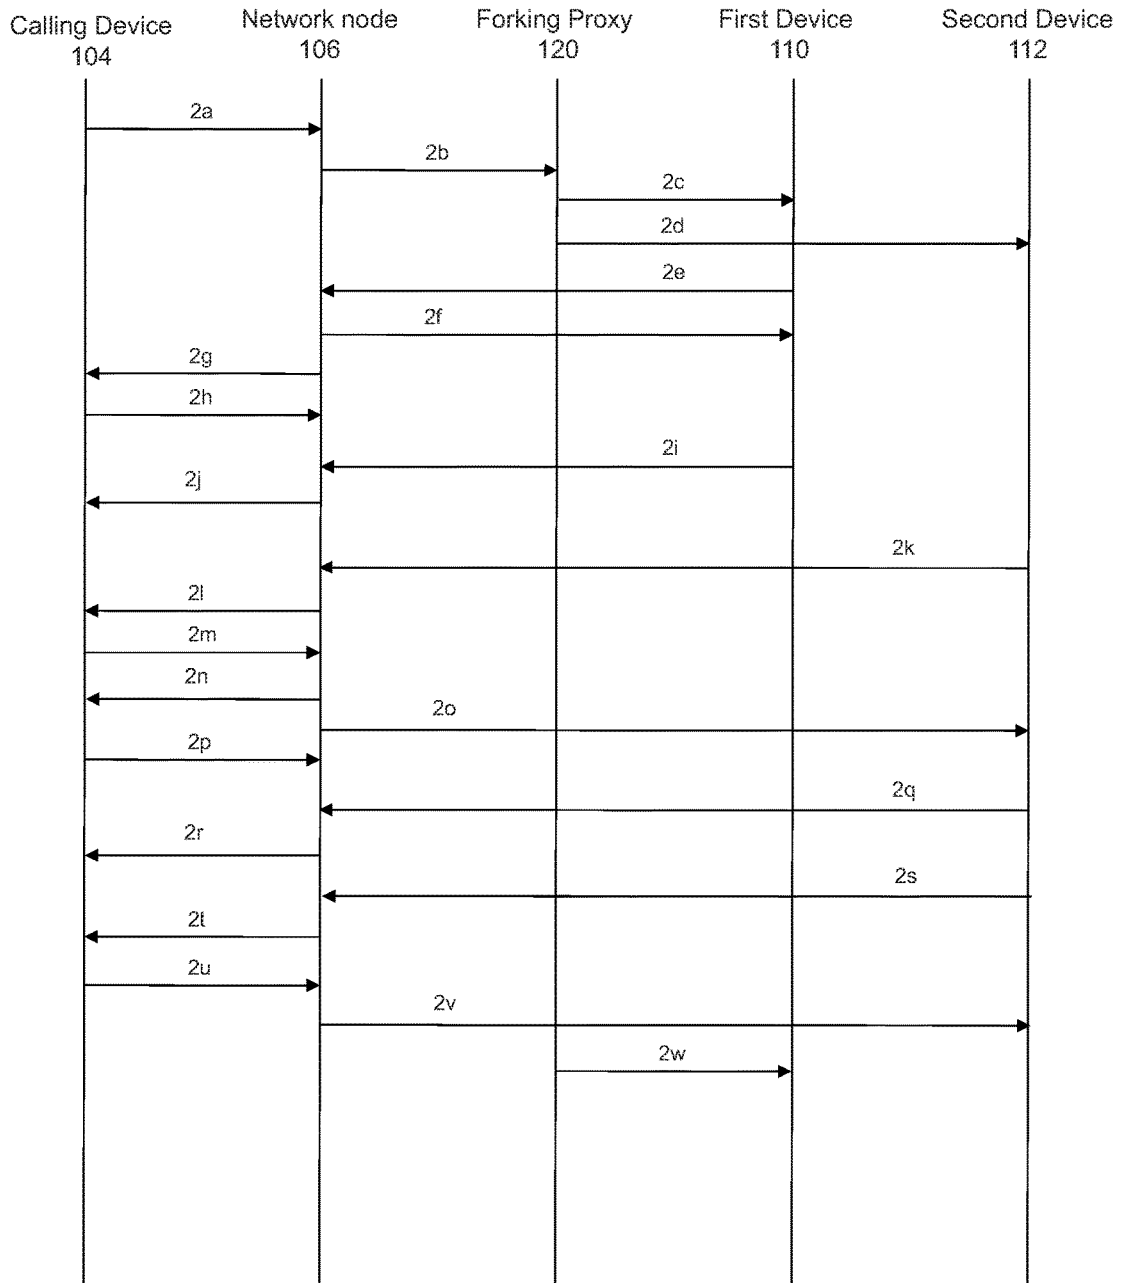 Calling Device
104
Network node
106
Forking Proxy
120
First Device
110
Second Device
112
2a
2b
2c
2d
2e
2f
2g
2h
2i
2j
2k
2l
2m
2n
2o
2p
2q
2r
2s
2t
2u
2v
2w